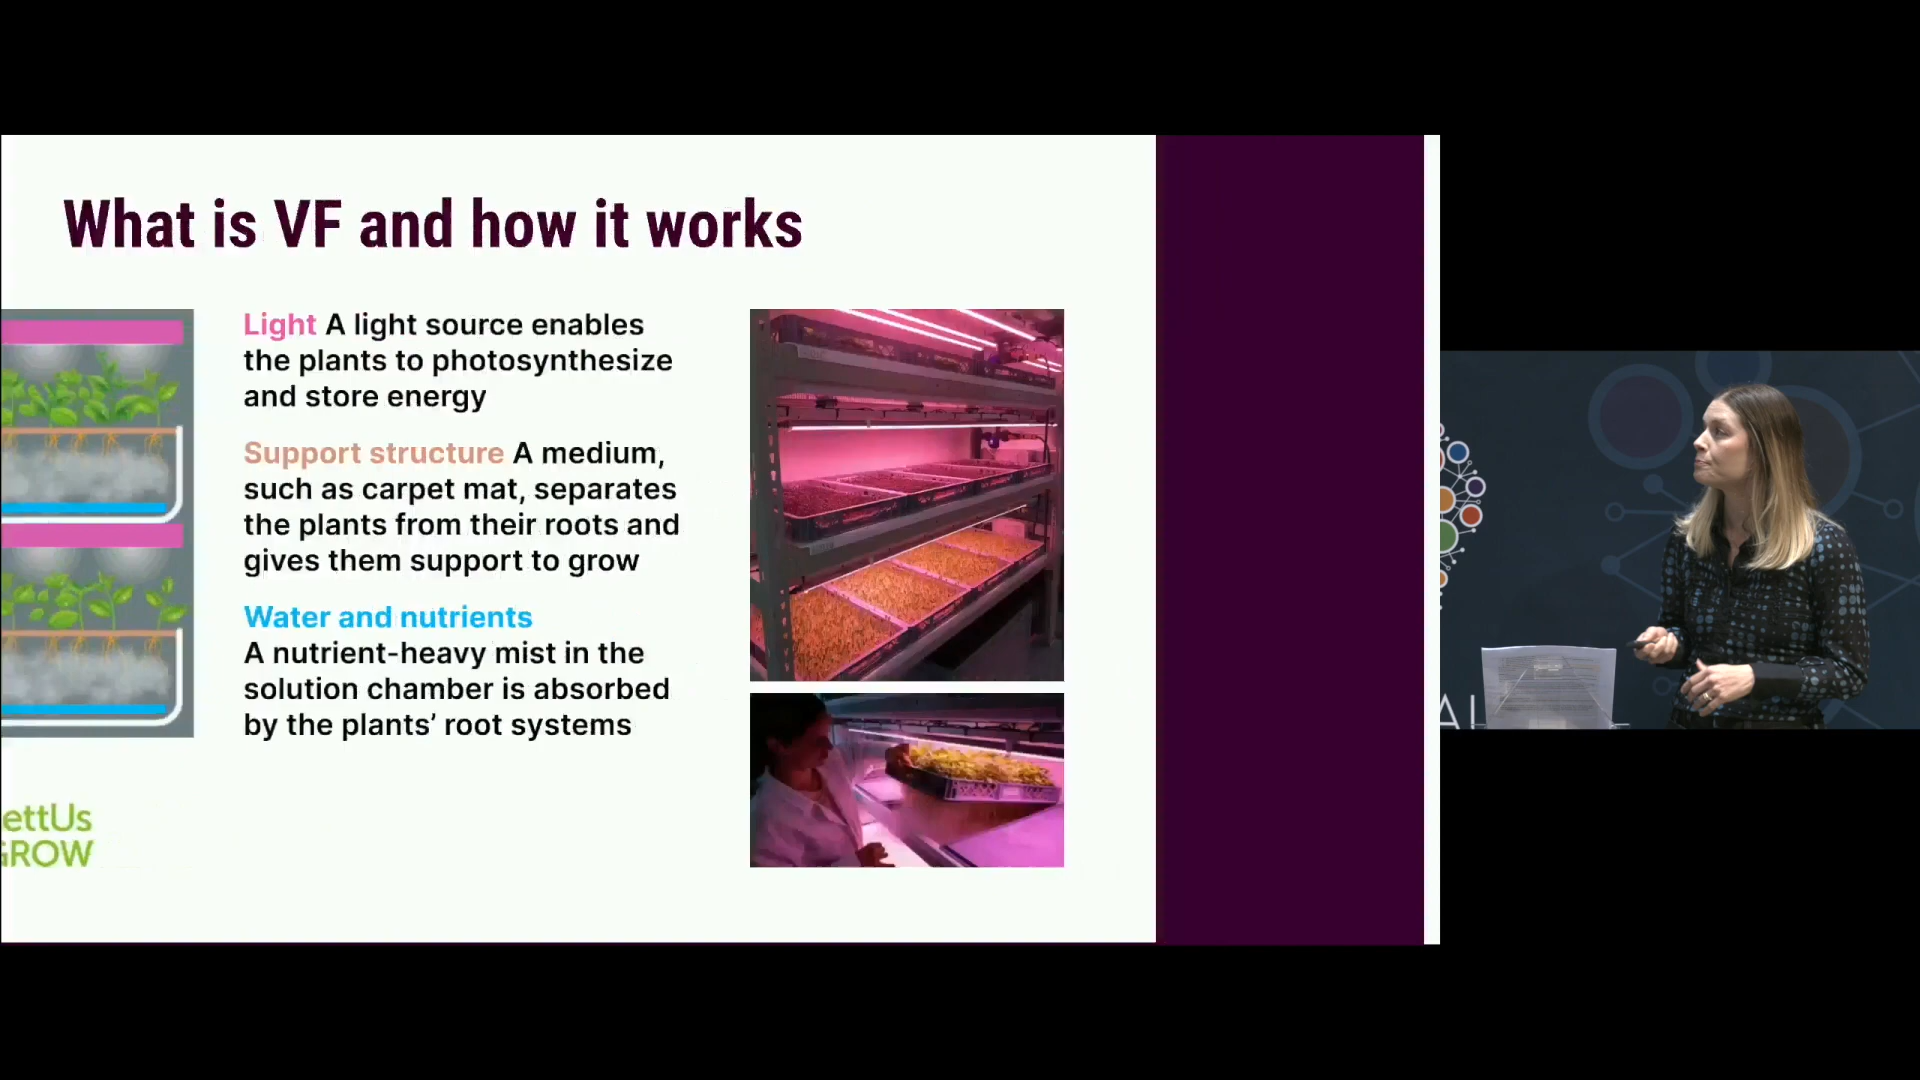 What is VF and how it works
Light A light source enables
the plants to photosynthesize
and store energy
Support structure A medium,
such as carpet mat, separates
the plants from their roots and
gives them support to grow
Water and nutrients
A nutrient-heavy mist in the
solution chamber is absorbed
by the plants’ root systems
ettUs
GROW
AI